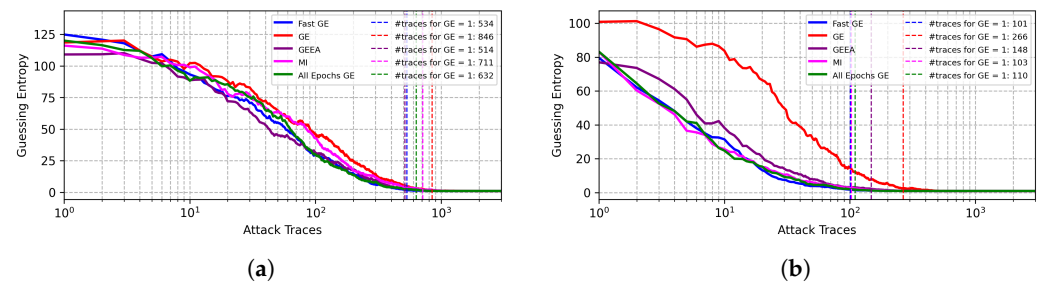 Fast GE
GE
GEEA
MI
All Epochs GE
#traces for GE = 1: 534
#traces for GE = 1: 846
#traces for GE = 1: 514
#traces for GE = 1: 711
#traces for GE = 1: 632
Guessing Entropy
125
100
75
50
25
0
10^0
10^1
10^2
10^3
Attack Traces
(a)
Fast GE
GE
GEEA
MI
All Epochs GE
#traces for GE = 1: 101
#traces for GE = 1: 266
#traces for GE = 1: 148
#traces for GE = 1: 103
#traces for GE = 1: 110
Guessing Entropy
100
80
60
40
20
0
10^0
10^1
10^2
10^3
Attack Traces
(b)